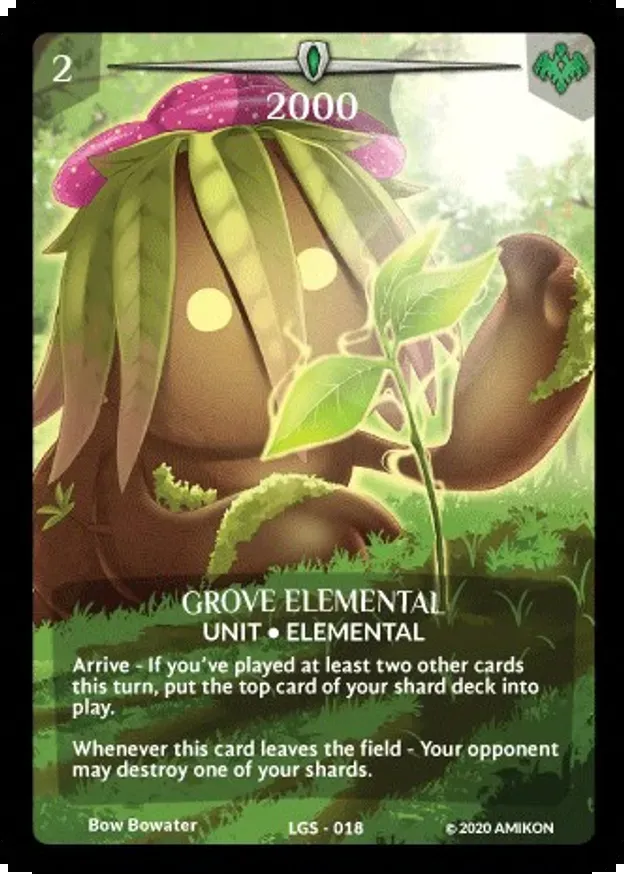 2
2000
GROVE ELEMENTAL
UNIT • ELEMENTAL
Arrive - If you've played at least two other cards
this turn, put the top card of your shard deck into
play.
Whenever this card leaves the field - Your opponent
may destroy one of your shards.
Bow Bowater LGS - 018 © 2020 AMIKON